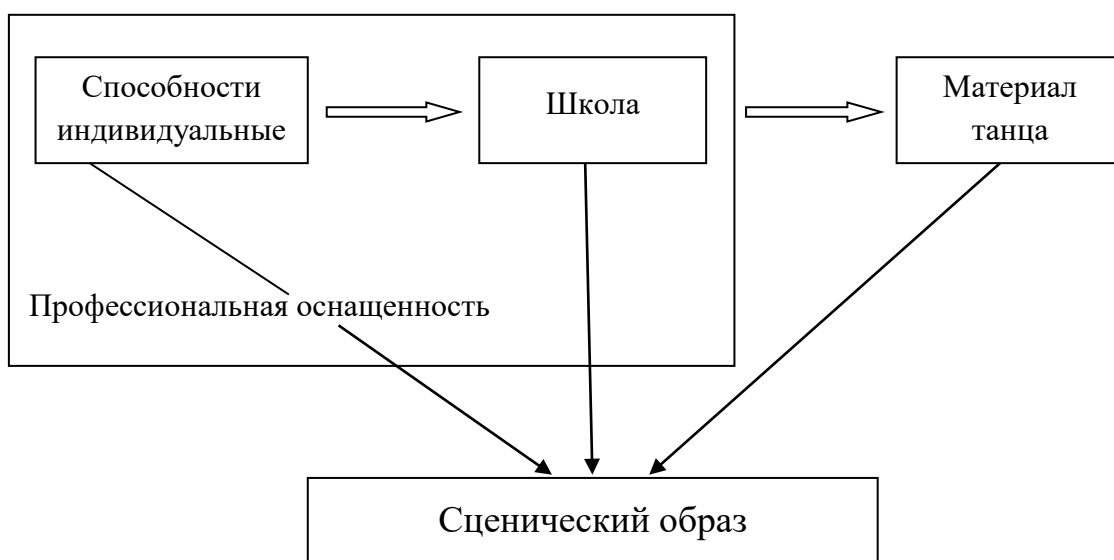 Способности
индивидуальные
Школа
Материал
танца
Профессиональная оснащенность
Сценический образ